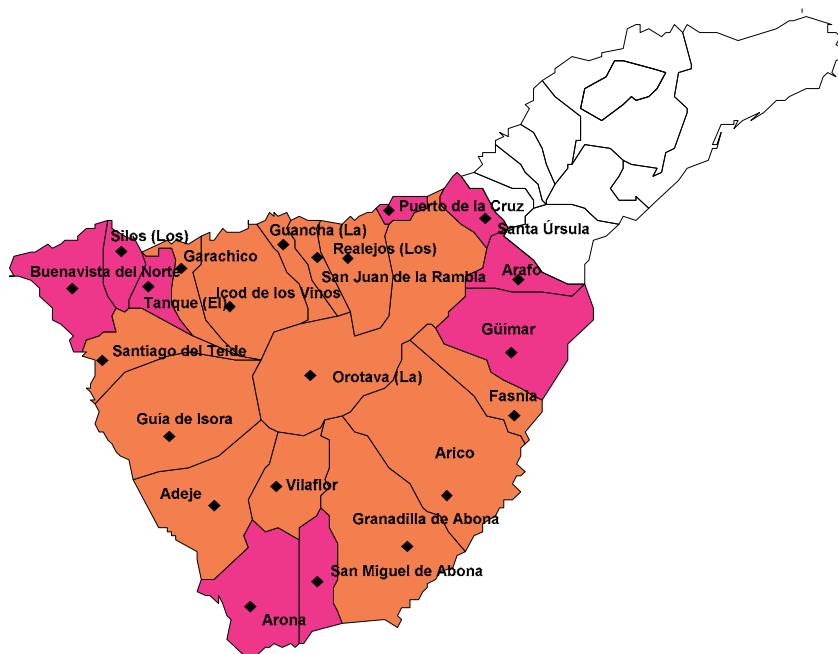 Puerto de la Cruz
Santa Úrsula
Silos (Los)
Guancha (La)
Garachico
Realejos (Los)
Buenavista del Norte
Arafo
San Juan de la Rambla
Tanque (El)
Icod de los Vinos
Güímar
Santiago del Teide
Orotava (La)
Fasnia
Guía de Isora
Arico
Adeje
Vilaflor
Granadilla de Abona
San Miguel de Abona
Arona